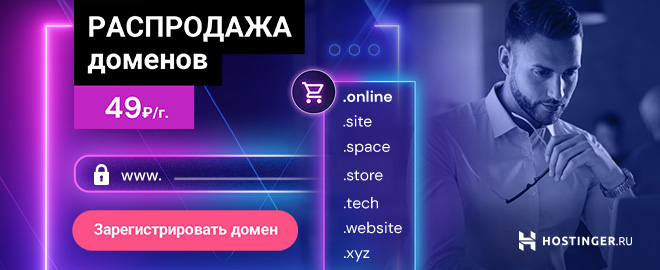 РАСПРОДАЖА
доменов
49₽/г.
www.
Зарегистрировать домен
.online
.site
.space
.store
.tech
.website
.xyz
HOSTINGER.RU